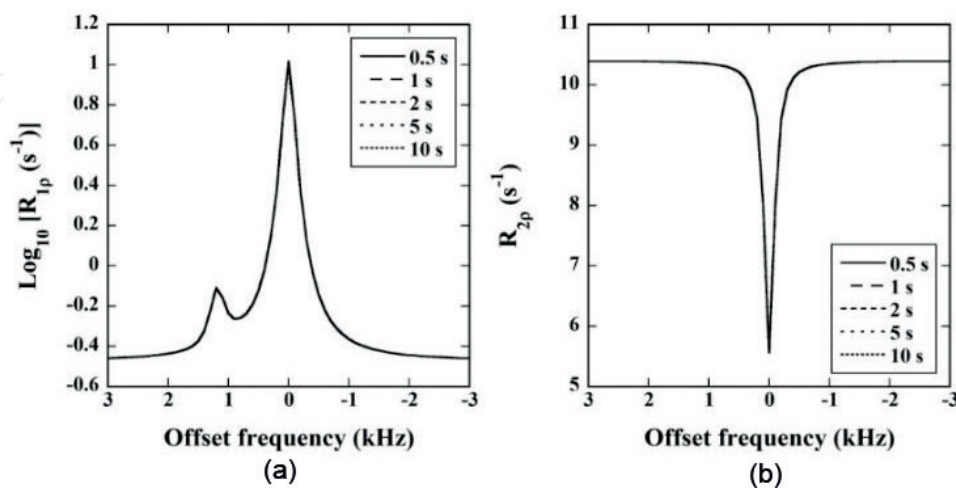 1.2
1
0.8
0.6
0.4
0.2
0
-0.2
-0.4
-0.6
Log10 [R1ρ (s-1)]
0.5 s
1 s
2 s
5 s
10 s
3 2 1 0 -1 -2 -3
Offset frequency (kHz)
(a)
11
10
9
8
7
6
5
R2ρ (s-1)
0.5 s
1 s
2 s
5 s
10 s
3 2 1 0 -1 -2 -3
Offset frequency (kHz)
(b)